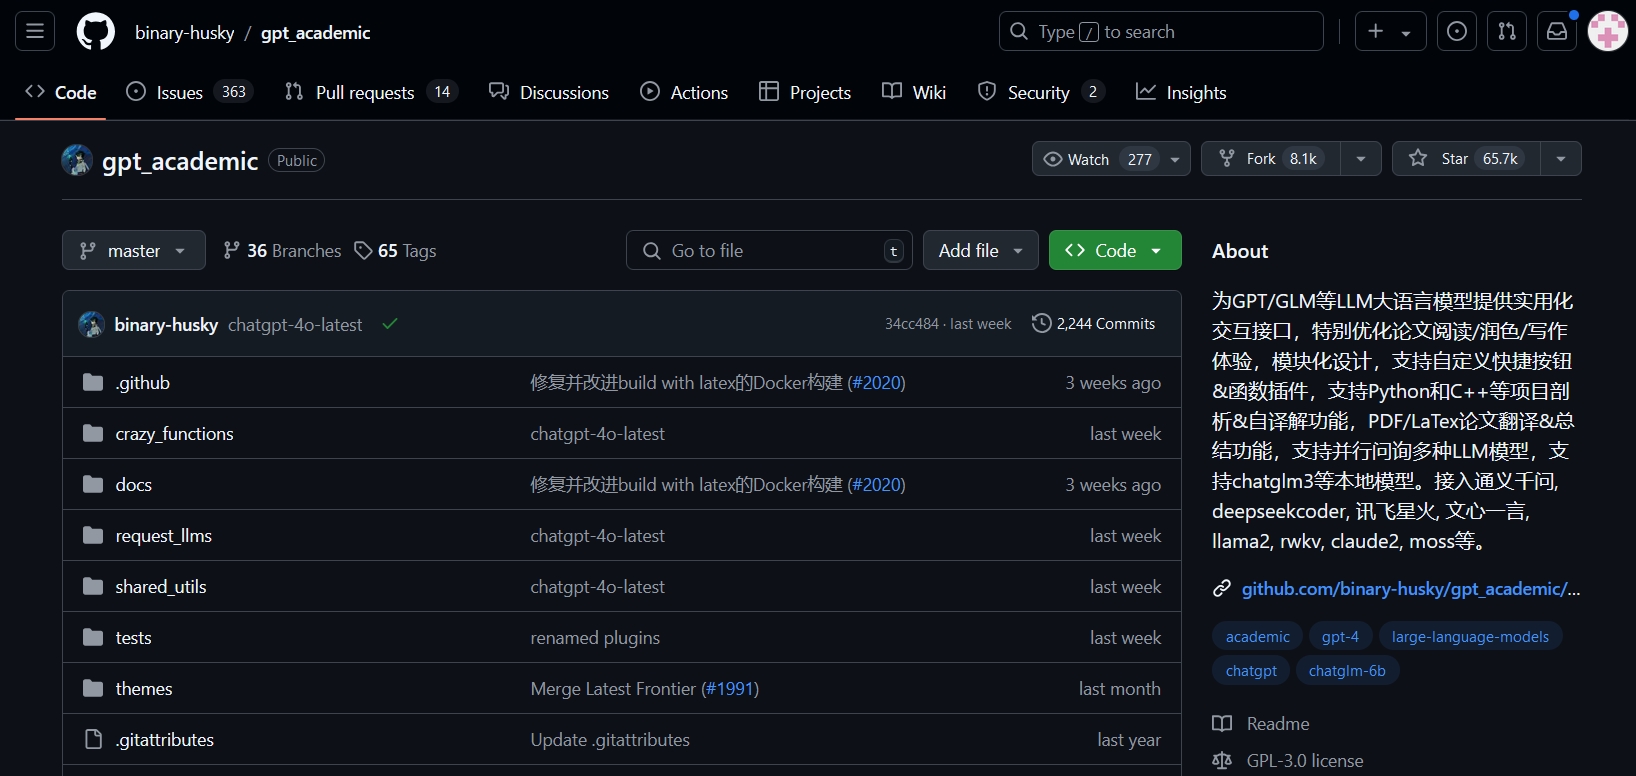 binary-husky / gpt_academic
Type / to search
Code
Issues 363
Pull requests 14
Discussions
Actions
Projects
Wiki
Security 2
Insights
gpt_academic Public
Watch 277
Fork 8.1k
Star 65.7k
master
36 Branches
65 Tags
Go to file t
Add file
Code
binary-husky chatgpt-4o-latest
34cc484 · last week
2,244 Commits
.github 修复并改进build with latex的Docker构建 (#2020) 3 weeks ago
crazy_functions chatgpt-4o-latest last week
docs 修复并改进build with latex的Docker构建 (#2020) 3 weeks ago
request_llms chatgpt-4o-latest last week
shared_utils chatgpt-4o-latest last week
tests renamed plugins last week
themes Merge Latest Frontier (#1991) last month
.gitattributes Update .gitattributes last year
About
为GPT/GLM等LLM大语言模型提供实用化
交互接口，特别优化论文阅读/润色/写作
体验，模块化设计，支持自定义快捷按钮
&函数插件，支持Python和C++等项目剖
析&自译解功能，PDF/LaTex论文翻译&总
结功能，支持并行问询多种LLM模型，支
持chatglm3等本地模型。接入通义千问,
deepseekcoder, 讯飞星火, 文心一言,
llama2, rwkv, claude2, moss等。
github.com/binary-husky/gpt_academic/...
academic gpt-4 large-language-models
chatgpt chatglm-6b
Readme
GPL-3.0 license